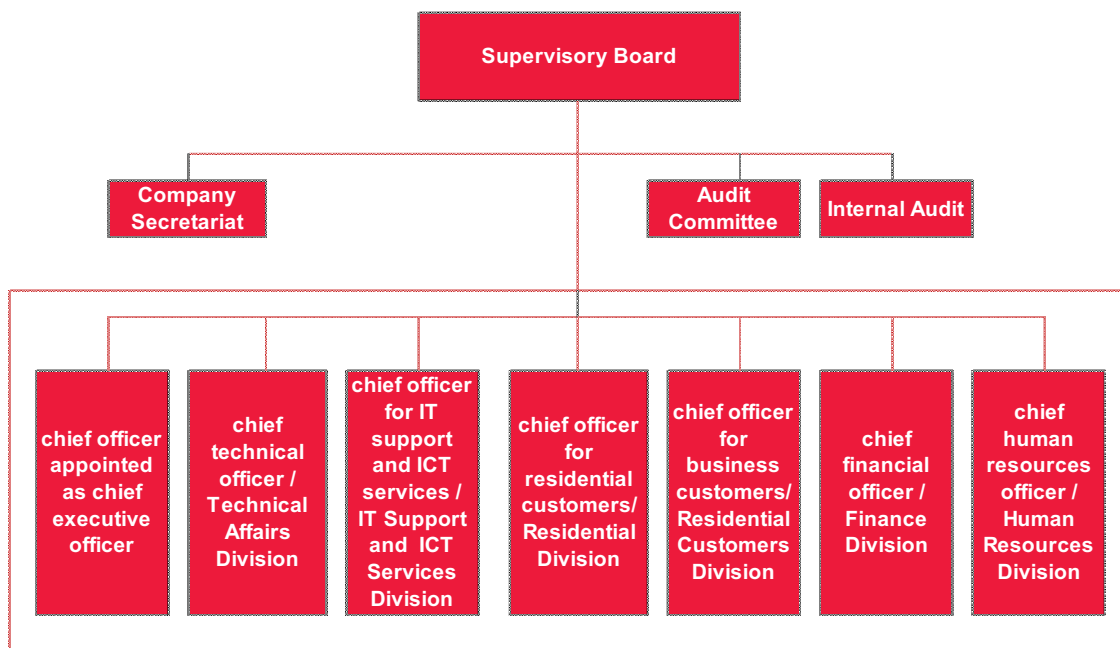 Supervisory Board
Company
Secretariat
Audit
Committee
Internal Audit
chief officer
appointed
as chief
executive
officer
chief
technical
officer /
Technical
Affairs
Division
chief officer
for IT
support
and ICT
services /
IT Support
and ICT
Services
Division
chief officer
for
residential
customers/
Residential
Division
chief officer
for
business
customers/
Residential
Customers
Division
chief
financial
officer /
Finance
Division
chief
human
resources
officer /
Human
Resources
Division